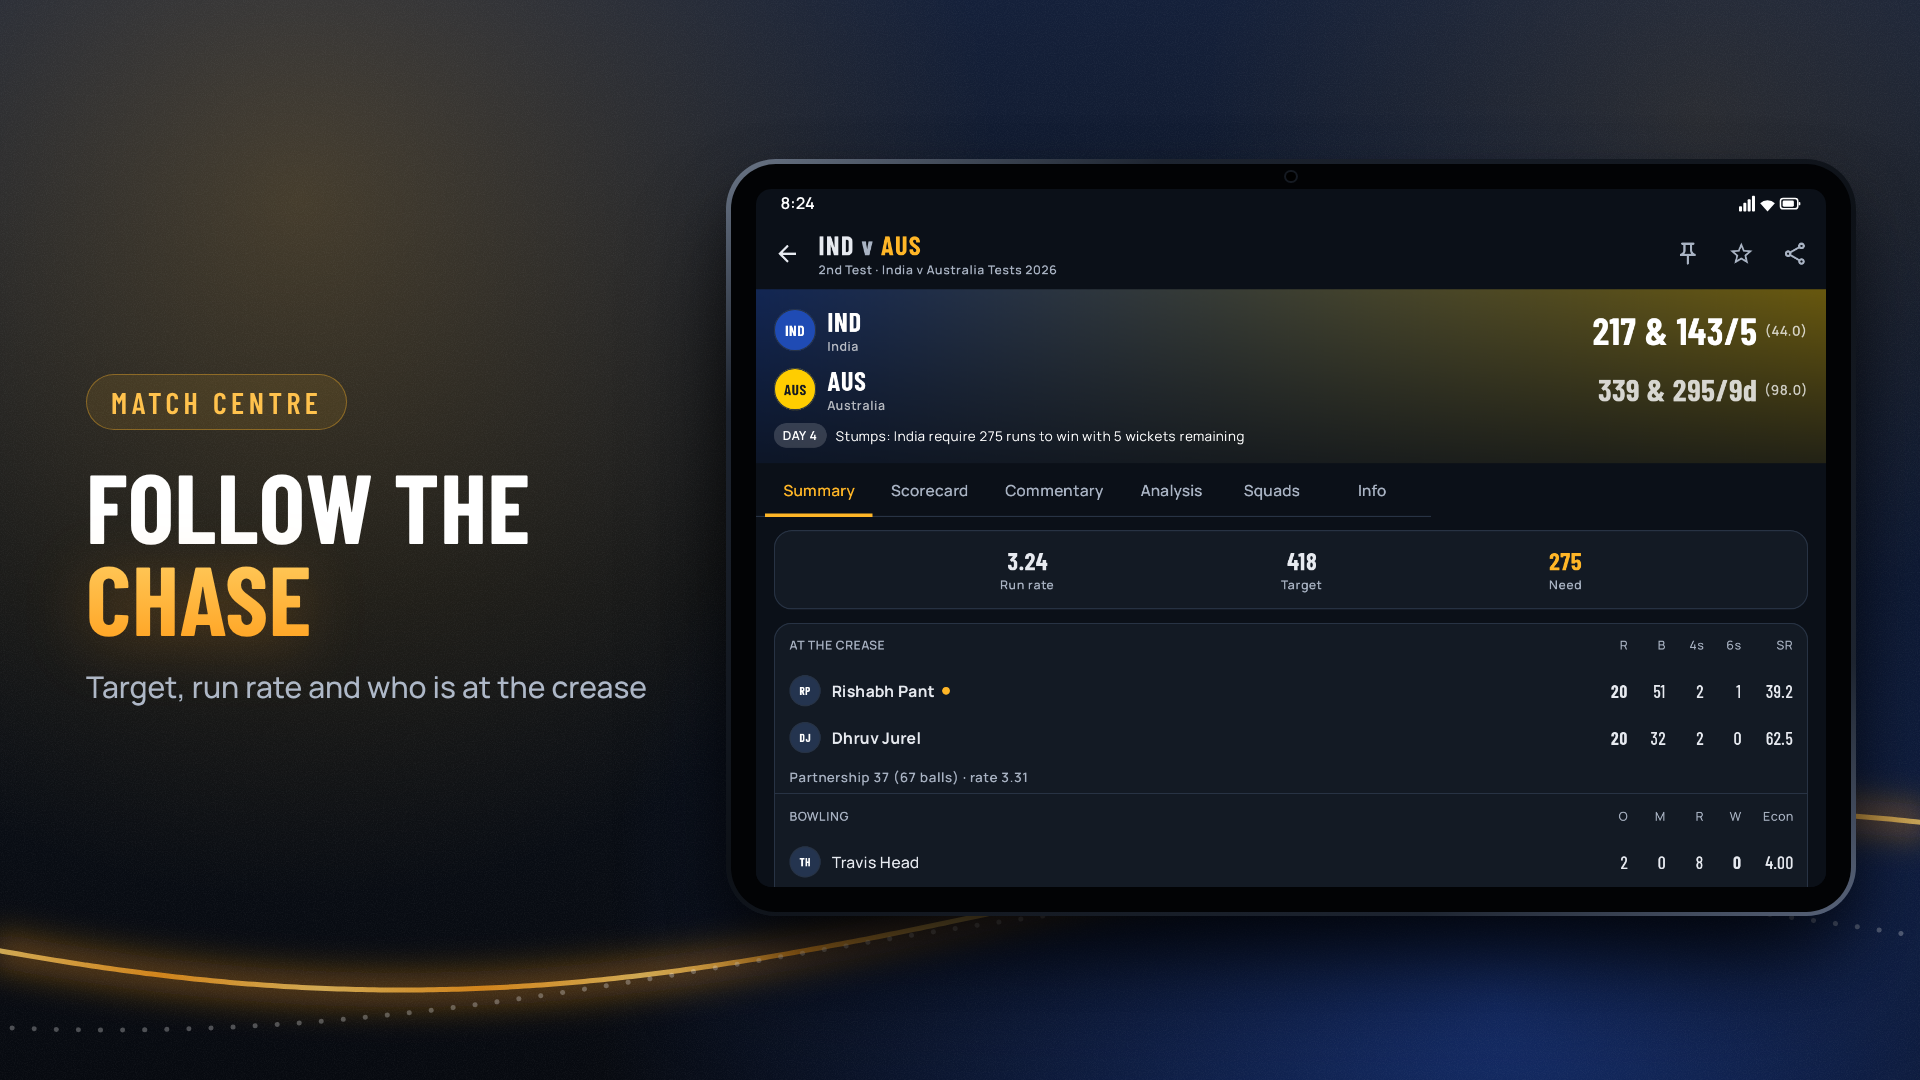 MATCH CENTRE
FOLLOW THE
CHASE
Target, run rate and who is at the crease
8:24
IND v AUS
2nd Test · India v Australia Tests 2026
IND IND 217 & 143/5 (44.0)
India
AUS AUS 339 & 295/9d (98.0)
Australia
DAY 4 Stumps: India require 275 runs to win with 5 wickets remaining
Summary Scorecard Commentary Analysis Squads Info
3.24 418 275
Run rate Target Need
AT THE CREASE R B 4s 6s SR
RP Rishabh Pant 20 51 2 1 39.2
DJ Dhruv Jurel 20 32 2 0 62.5
Partnership 37 (67 balls) · rate 3.31
BOWLING O M R W Econ
TH Travis Head 2 0 8 0 4.00